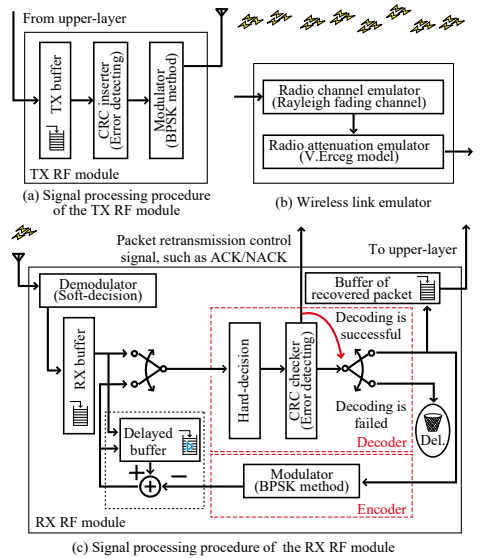 From upper-layer
TX buffer
CRC inserter
(Error detecting)
Modulator
(BPSK method)
TX RF module
(a) Signal processing procedure
of the TX RF module
Radio channel emulator
(Rayleigh fading channel)
Radio attenuation emulator
(V.Erceg model)
(b) Wireless link emulator
Packet retransmission control
signal, such as ACK/NACK
To upper-layer
Demodulator
(Soft-decision)
Buffer of
recovered packet
RX buffer
Hard-decision
CRC checker
(Error detecting)
Decoding is
successful
Decoding is
failed
Decoder
Del.
Delayed
buffer
+
−
+
Modulator
(BPSK method)
Encoder
RX RF module
(c) Signal processing procedure of the RX RF module